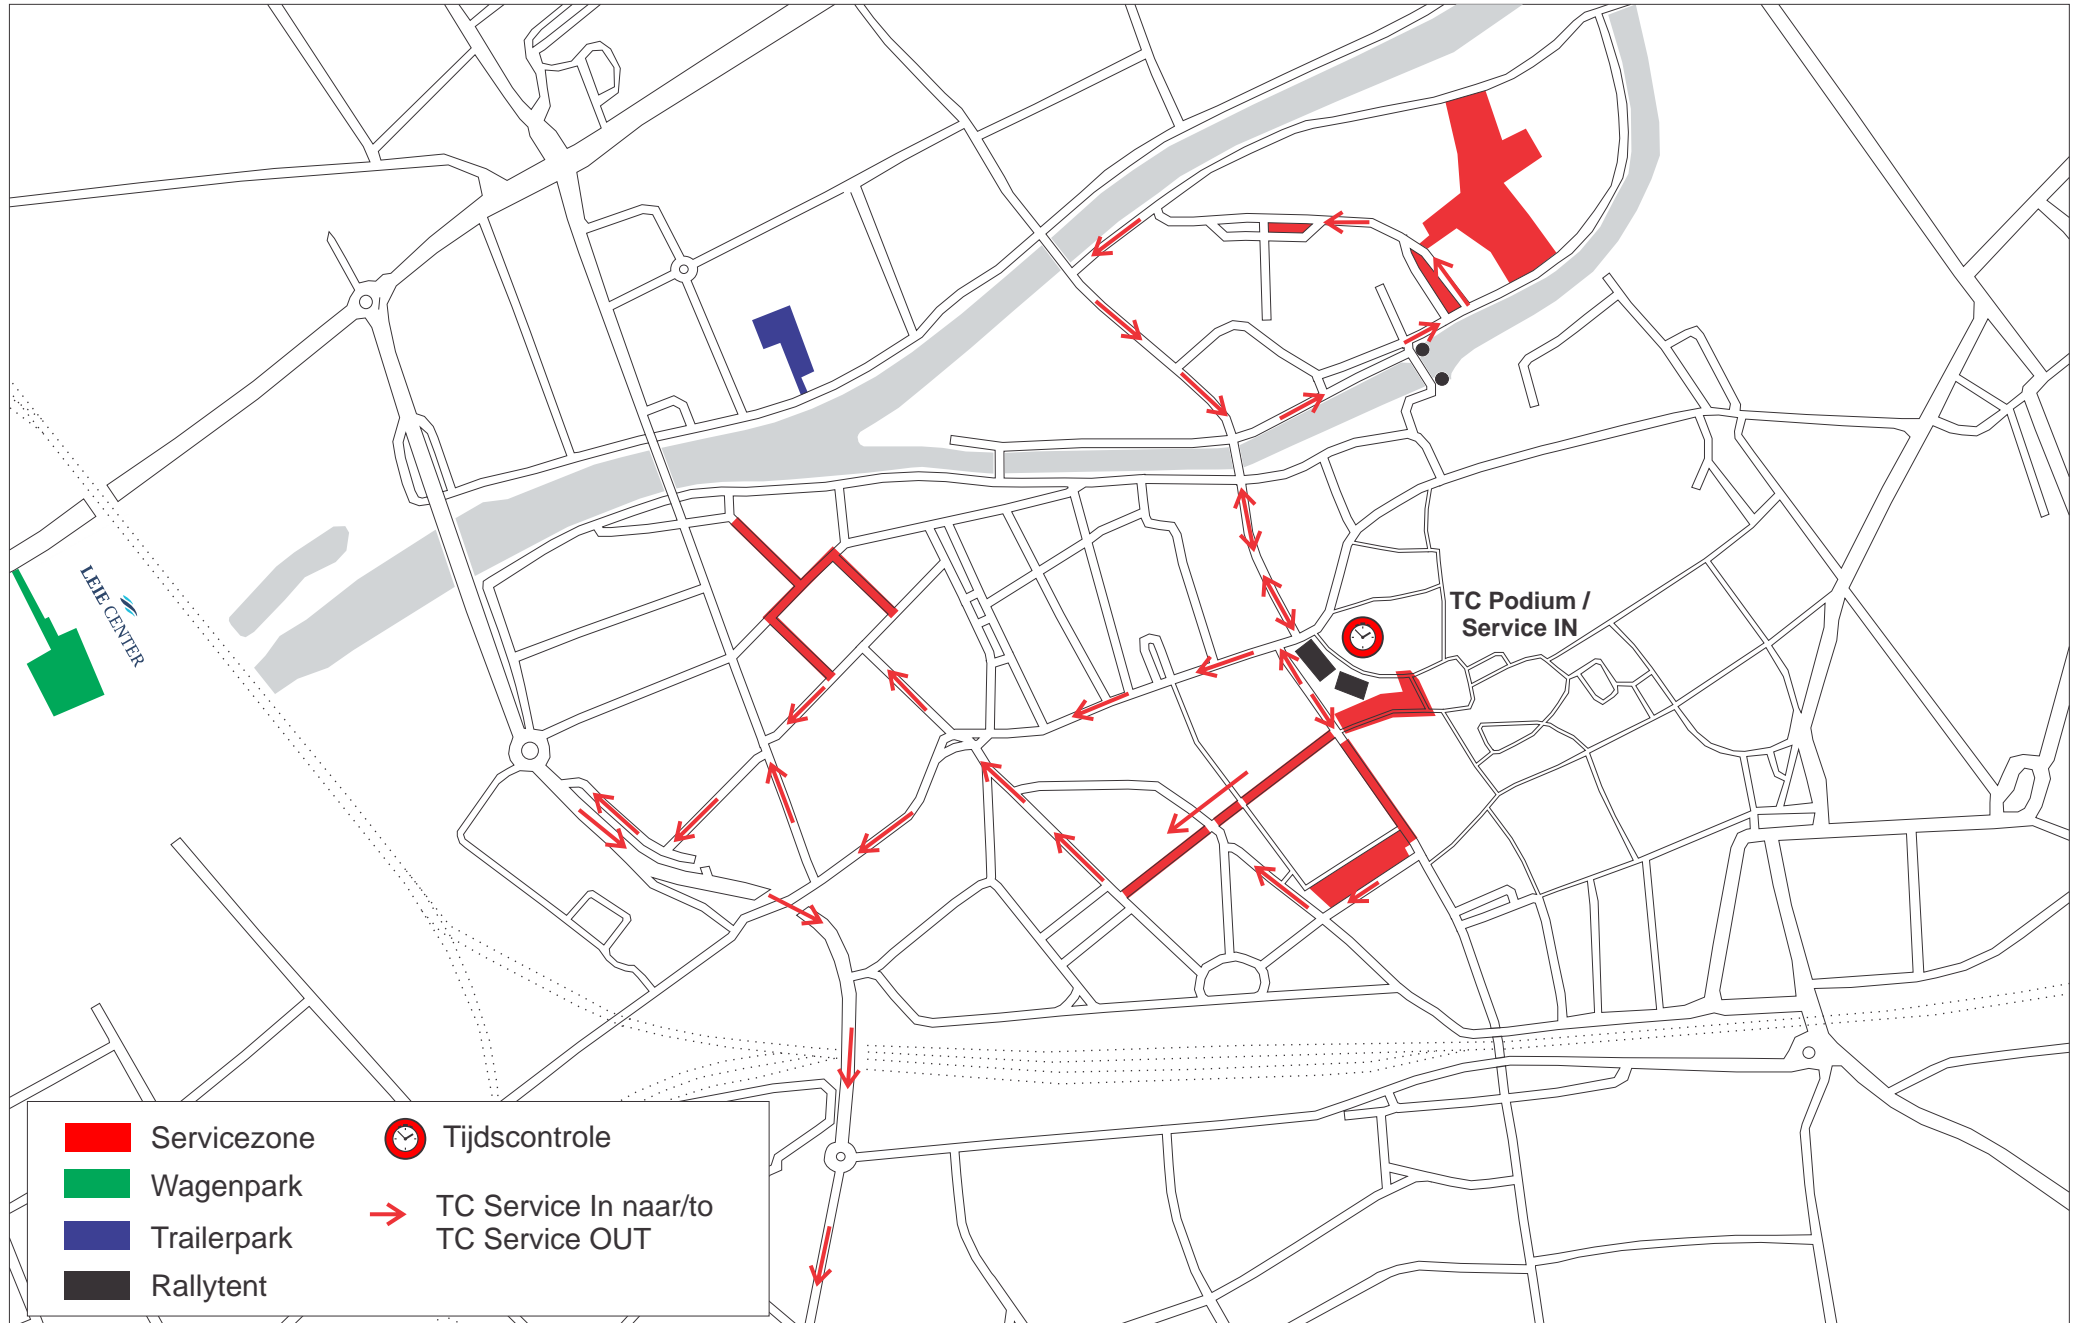 LEIE CENTER
TC Podium /
Service IN
Servicezone
Wagenpark
Trailerpark
Rallytent
Tijdscontrole
TC Service In naar/to
TC Service OUT